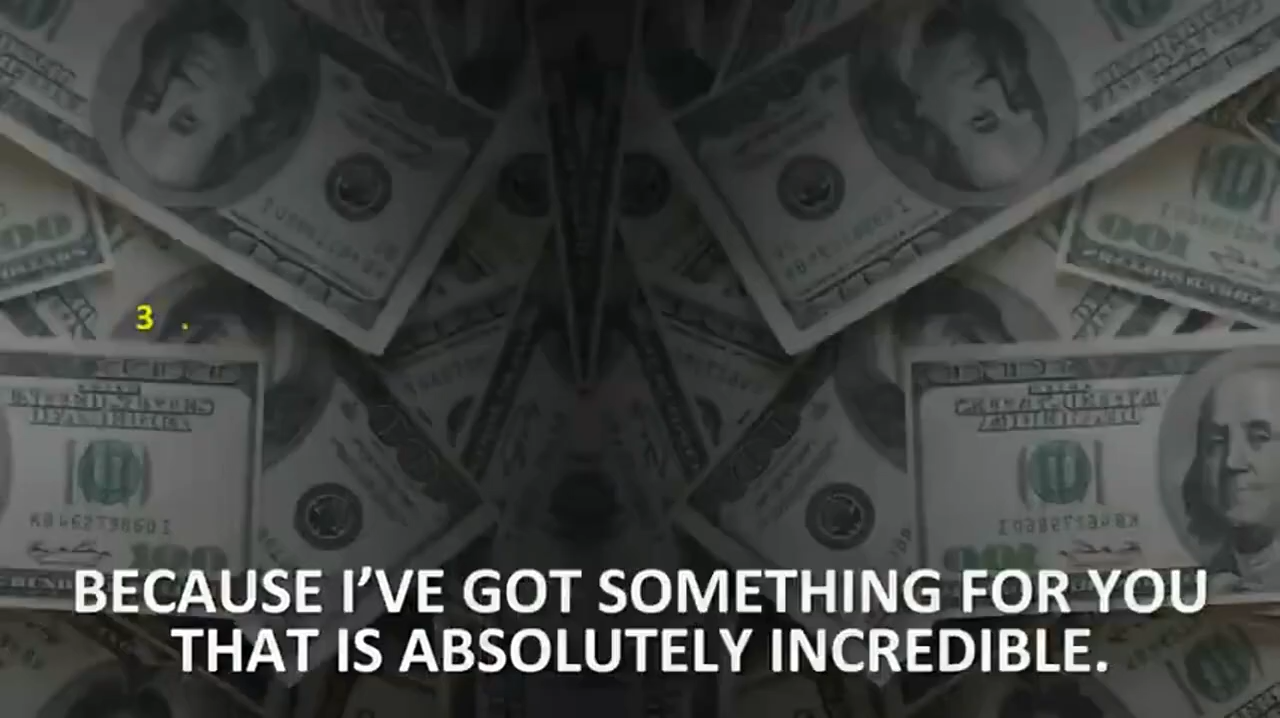 3 .
BECAUSE I’VE GOT SOMETHING FOR YOU
THAT IS ABSOLUTELY INCREDIBLE.